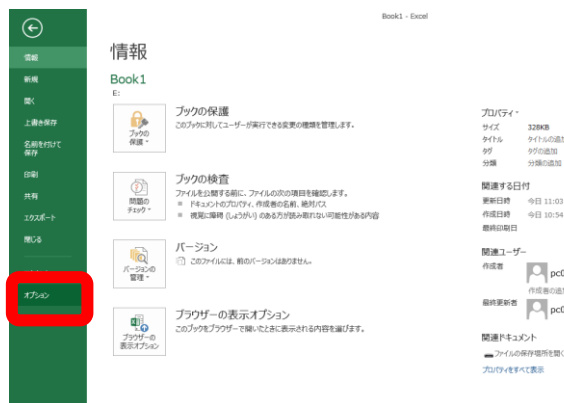 Book1 - Excel
情報
新規
開く
上書き保存
名前を付けて
保存
印刷
共有
エクスポート
閉じる
オプション
情報
Book1
E:
ブックの
保護
ブックの保護
このブックに対してユーザーが実行できる変更の種類を管理します。
問題の
チェック
ブックの検査
ファイルを公開する前に、ファイルの次の項目を確認します。
ドキュメントのプロパティ、作成者の名前、絶対パス
視覚に障碍 (しょうがい) のある方が読み取れない可能性がある内容
バージョンの
管理
バージョン
このファイルには、前のバージョンはありません。
ブラウザーの
表示オプション
ブラウザーの表示オプション
このブックをブラウザーで開いたときに表示される内容を選びます。
プロパティ
サイズ 328KB
タイトル タイトルの追加
タグ タグの追加
分類 分類の追加
関連する日付
更新日時 今日 11:03
作成日時 今日 10:54
最終印刷日
関連ユーザー
作成者 pc0
作成者の追
最終更新者 pc0
関連ドキュメント
ファイルの保存場所を開く
プロパティをすべて表示